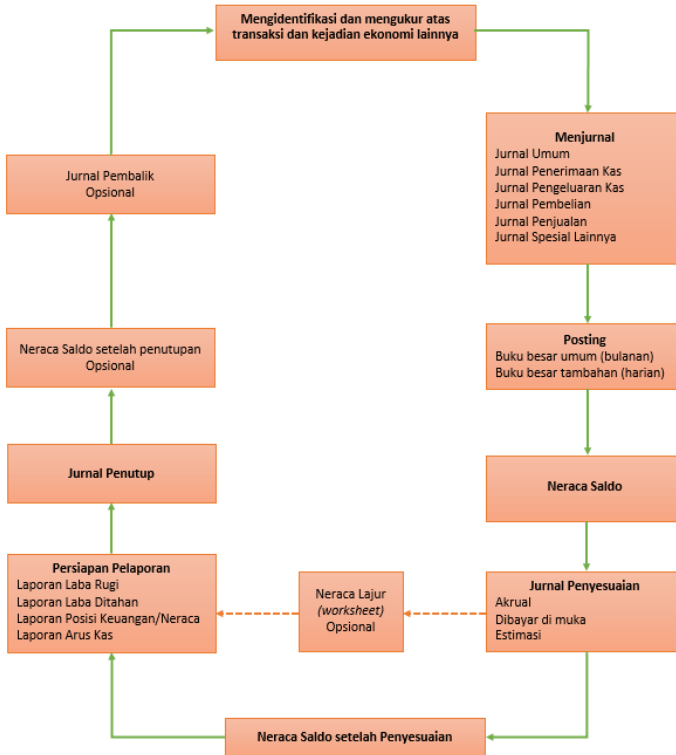 Mengidentifikasi dan mengukur atas
transaksi dan kejadian ekonomi lainnya
Menjurnal
Jurnal Umum
Jurnal Penerimaan Kas
Jurnal Pengeluaran Kas
Jurnal Pembelian
Jurnal Penjualan
Jurnal Spesial Lainnya
Posting
Buku besar umum (bulanan)
Buku besar tambahan (harian)
Neraca Saldo
Jurnal Penyesuaian
Akrual
Dibayar di muka
Estimasi
Neraca Lajur
(worksheet)
Opsional
Neraca Saldo setelah Penyesuaian
Persiapan Pelaporan
Laporan Laba Rugi
Laporan Laba Ditahan
Laporan Posisi Keuangan/Neraca
Laporan Arus Kas
Jurnal Penutup
Neraca Saldo setelah penutupan
Opsional
Jurnal Pembalik
Opsional